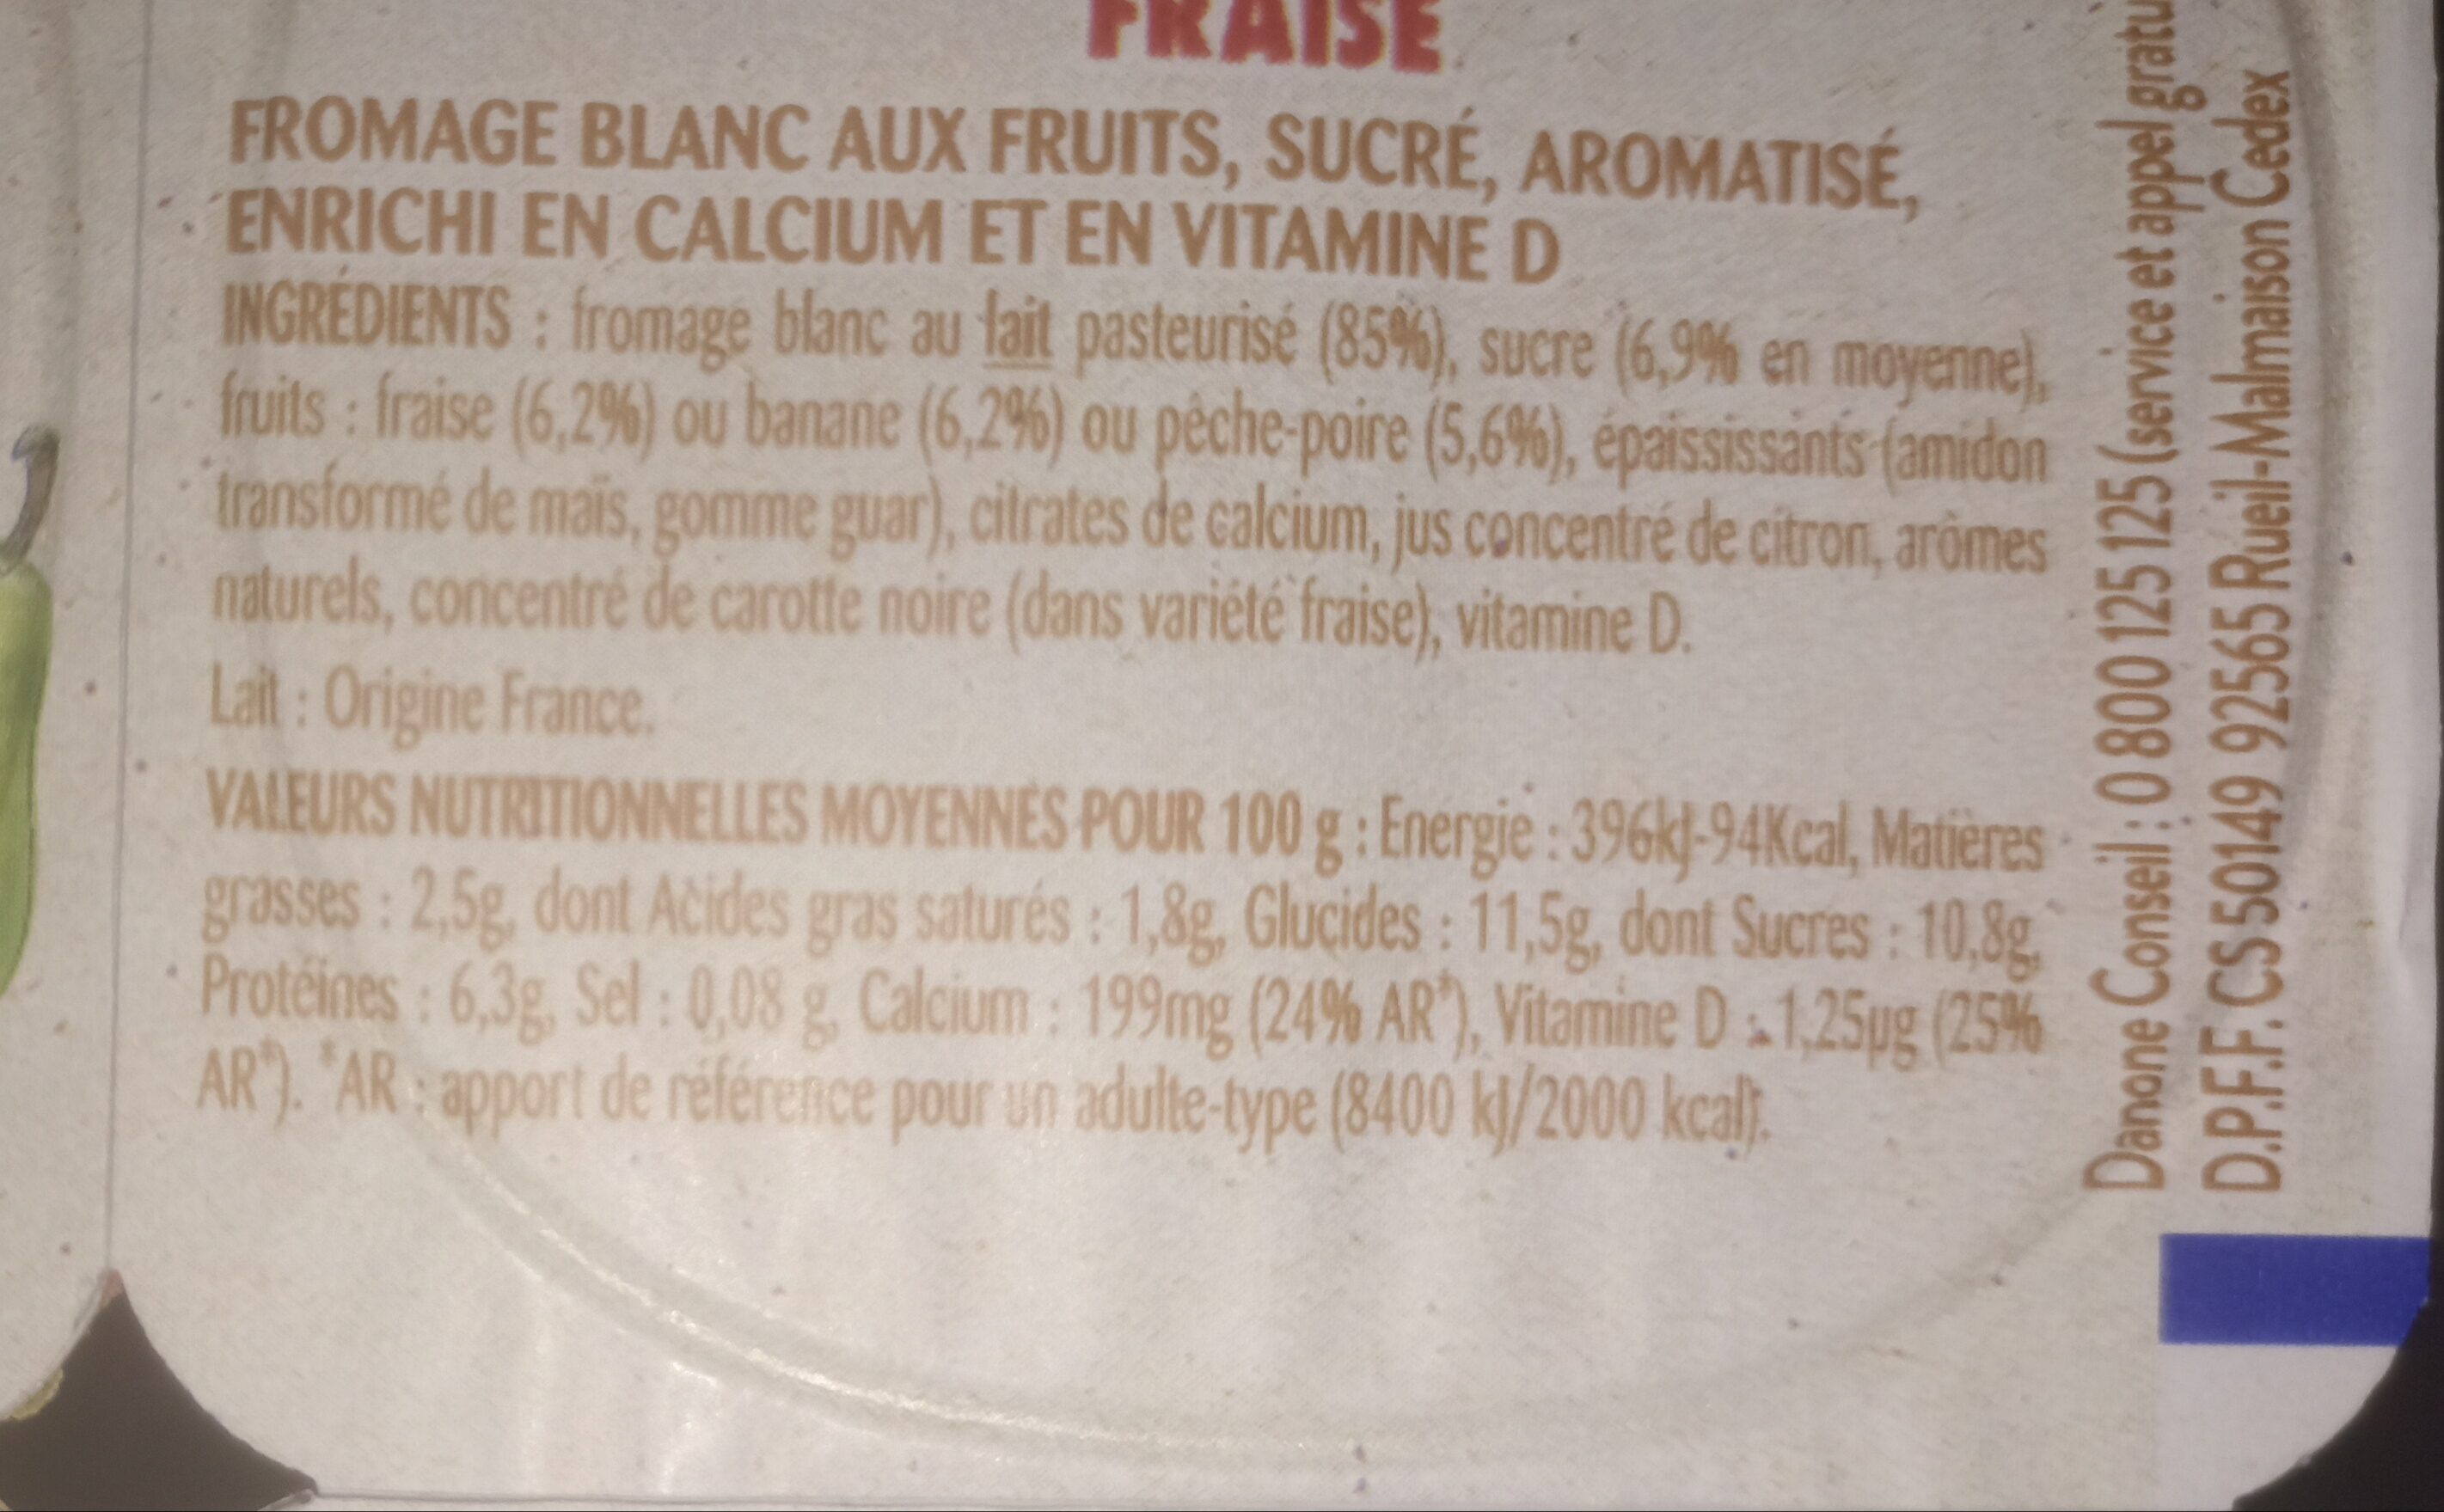 FRAISE
FROMAGE BLANC AUX FRUITS, SUCRÉ, AROMATISÉ,
ENRICHI EN CALCIUM ET EN VITAMINE D
INGRÉDIENTS : fromage blanc au lait pasteurisé (85%), sucre (6,9% en moyenne),
fruits : fraise (6,2%) ou banane (6,2%) ou pêche-poire (5,6%), épaississants (amidon
transformé de maïs, gomme guar), citrates de calcium, jus concentré de citron, arômes
naturels, concentré de carotte noire (dans variété fraise), vitamine D.
Lait : Origine France.
VALEURS NUTRITIONNELLES MOYENNES POUR 100 g : Energie : 396kJ-94Kcal, Matières
grasses : 2,5g, dont Acides gras saturés : 1,8g, Glucides : 11,5g, dont Sucres : 10,8g,
Protéines : 6,3g, Sel : 0,08 g, Calcium : 199mg (24% AR*), Vitamine D : 1,25µg (25%
AR*). *AR : apport de référence pour un adulte-type (8400 kJ/2000 kcal).
Danone Conseil : 0 800 125 125 (service et appel gratu
D.P.F.F. CS 50149 92565 Rueil-Malmaison Cedex